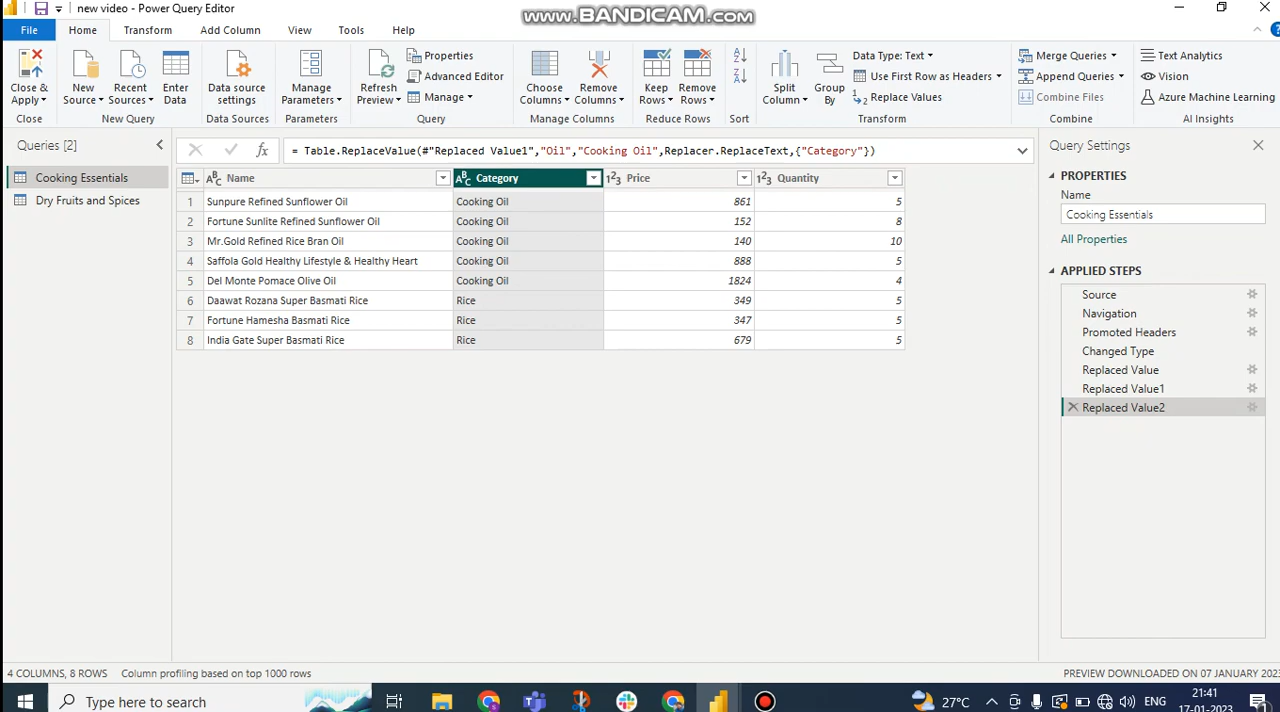 new video - Power Query Editor
www.BANDICAM.com
File Home Transform Add Column View Tools Help
Close & Apply
New Source
Recent Sources
Enter Data
Data source settings
Manage Parameters
Refresh Preview
Properties
Advanced Editor
Manage
Choose Columns
Remove Columns
Keep Rows
Remove Rows
Split Column
Group By
Data Type: Text
Use First Row as Headers
Replace Values
Merge Queries
Append Queries
Combine Files
Text Analytics
Vision
Azure Machine Learning
Close New Query Data Sources Parameters Query Manage Columns Reduce Rows Sort Transform Combine AI Insights
Queries [2]
Cooking Essentials
Dry Fruits and Spices
= Table.ReplaceValue(#"Replaced Value1","Oil","Cooking Oil",Replacer.ReplaceText,{"Category"})
Name Category Price Quantity
1 Sunpure Refined Sunflower Oil Cooking Oil 861 5
2 Fortune Sunlite Refined Sunflower Oil Cooking Oil 152 8
3 Mr.Gold Refined Rice Bran Oil Cooking Oil 140 10
4 Saffola Gold Healthy Lifestyle & Healthy Heart Cooking Oil 888 5
5 Del Monte Pomace Olive Oil Cooking Oil 1824 4
6 Daawat Rozana Super Basmati Rice Rice 349 5
7 Fortune Hamesha Basmati Rice Rice 347 5
8 India Gate Super Basmati Rice Rice 679 5
Query Settings
PROPERTIES
Name
Cooking Essentials
All Properties
APPLIED STEPS
Source
Navigation
Promoted Headers
Changed Type
Replaced Value
Replaced Value1
Replaced Value2
4 COLUMNS, 8 ROWS Column profiling based on top 1000 rows
PREVIEW DOWNLOADED ON 07 JANUARY 2023
Type here to search
27°C
ENG
21:41
17-01-2023